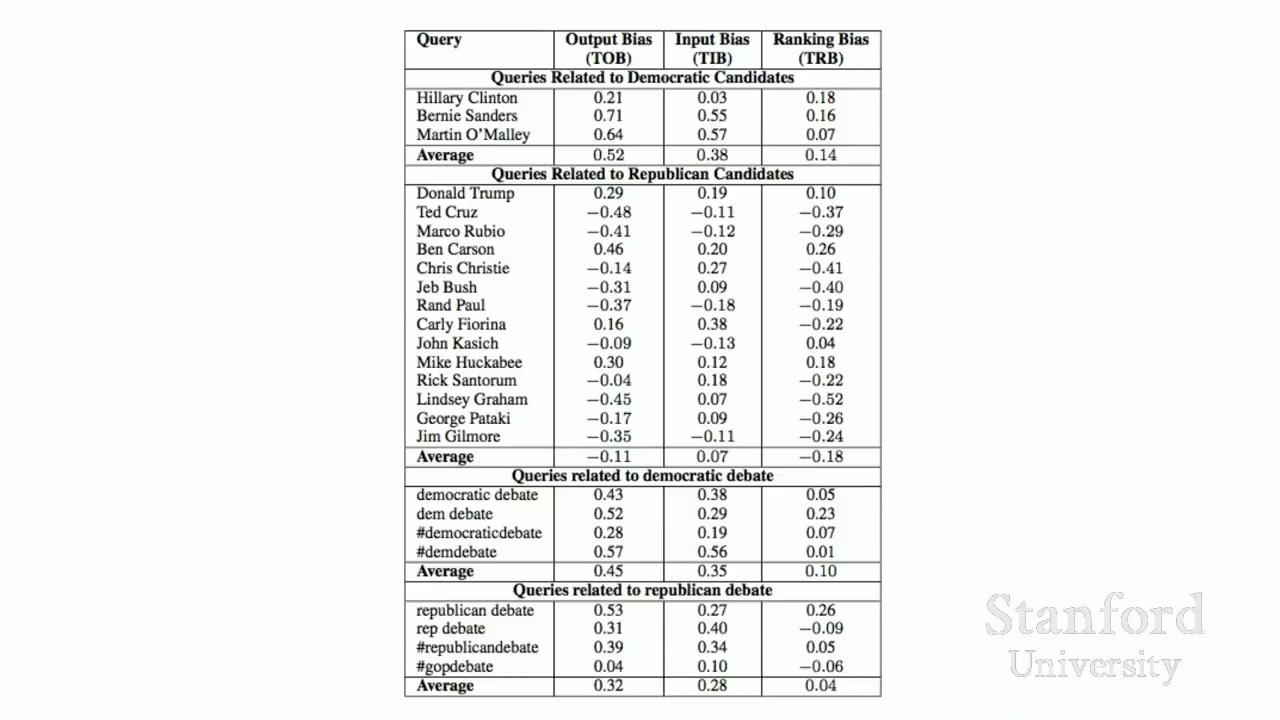 Query Output Bias Input Bias Ranking Bias
(TOB) (TIB) (TRB)
Queries Related to Democratic Candidates
Hillary Clinton 0.21 0.03 0.18
Bernie Sanders 0.71 0.55 0.16
Martin O'Malley 0.64 0.57 0.07
Average 0.52 0.38 0.14
Queries Related to Republican Candidates
Donald Trump 0.29 0.19 0.10
Ted Cruz −0.48 −0.11 −0.37
Marco Rubio −0.41 −0.12 −0.29
Ben Carson 0.46 0.20 0.26
Chris Christie −0.14 0.27 −0.41
Jeb Bush −0.31 0.09 −0.40
Rand Paul −0.37 −0.18 −0.19
Carly Fiorina 0.16 0.38 −0.22
John Kasich −0.09 −0.13 0.04
Mike Huckabee 0.30 0.12 0.18
Rick Santorum −0.04 0.18 −0.22
Lindsey Graham −0.45 0.07 −0.52
George Pataki −0.17 0.09 −0.26
Jim Gilmore −0.35 −0.11 −0.24
Average −0.11 0.07 −0.18
Queries related to democratic debate
democratic debate 0.43 0.38 0.05
dem debate 0.52 0.29 0.23
#democraticdebate 0.28 0.19 0.07
#demdebate 0.57 0.56 0.01
Average 0.45 0.35 0.10
Queries related to republican debate
republican debate 0.53 0.27 0.26
rep debate 0.31 0.40 −0.09
#republicandebate 0.39 0.34 0.05
#gopdebate 0.04 0.10 −0.06
Average 0.32 0.28 0.04
Stanford
University